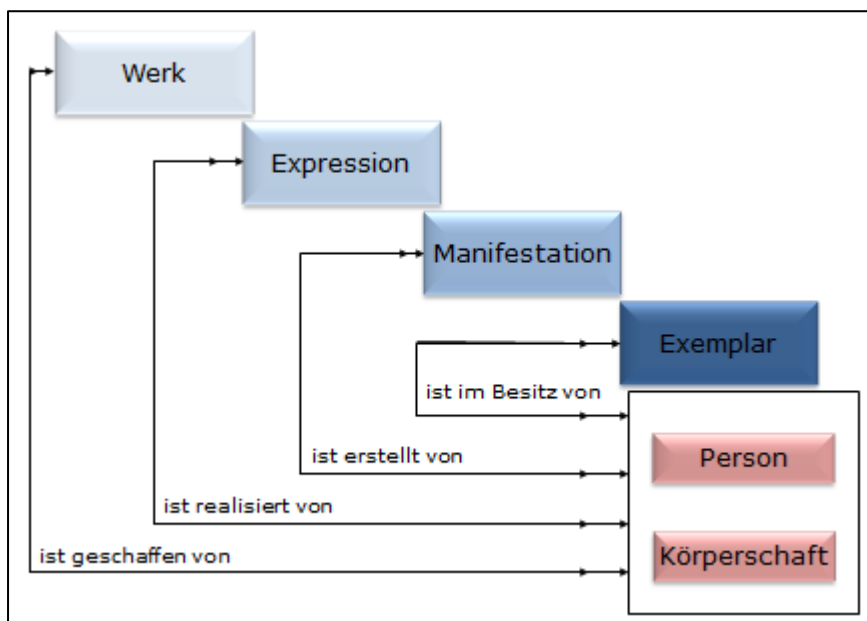 Werk
Expression
Manifestation
Exemplar
ist im Besitz von
Person
ist erstellt von
ist realisiert von
Körperschaft
ist geschaffen von